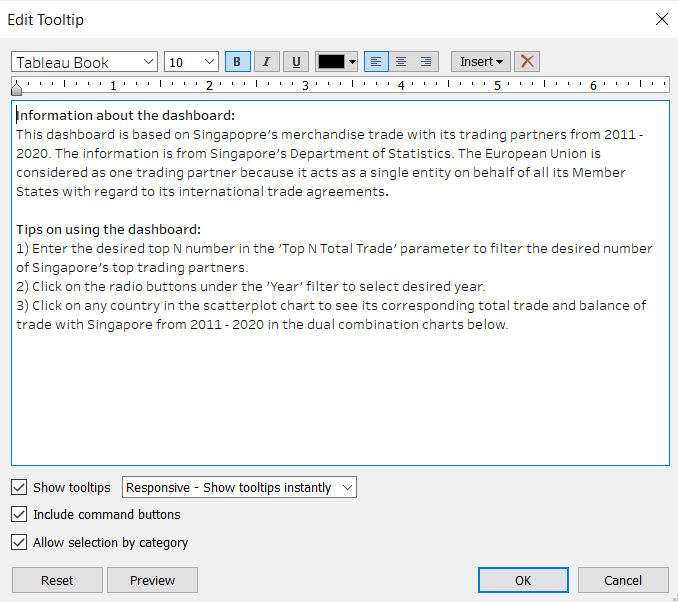 Edit Tooltip
Tableau Book 10 B I U Insert
1 2 3 4 5 6
Information about the dashboard:
This dashboard is based on Singapopre's merchandise trade with its trading partners from 2011 -
2020. The information is from Singapore's Department of Statistics. The European Union is
considered as one trading partner because it acts as a single entity on behalf of all its Member
States with regard to its international trade agreements.
Tips on using the dashboard:
1) Enter the desired top N number in the 'Top N Total Trade' parameter to filter the desired number
of Singapore's top trading partners.
2) Click on the radio buttons under the 'Year' filter to select desired year.
3) Click on any country in the scatterplot chart to see its corresponding total trade and balance of
trade with Singapore from 2011 - 2020 in the dual combination charts below.
Show tooltips Responsive - Show tooltips instantly
Include command buttons
Allow selection by category
Reset Preview OK Cancel